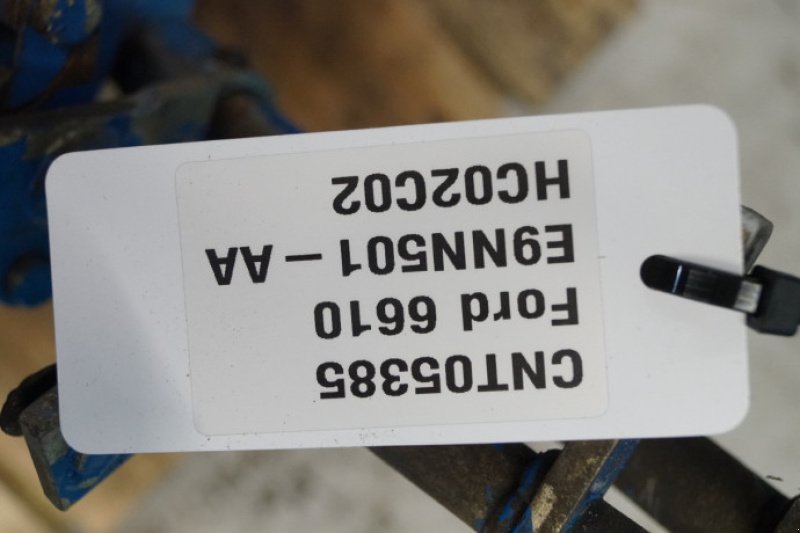 CNT05385
Ford 6610
E9NN501 – AA
HC02C02